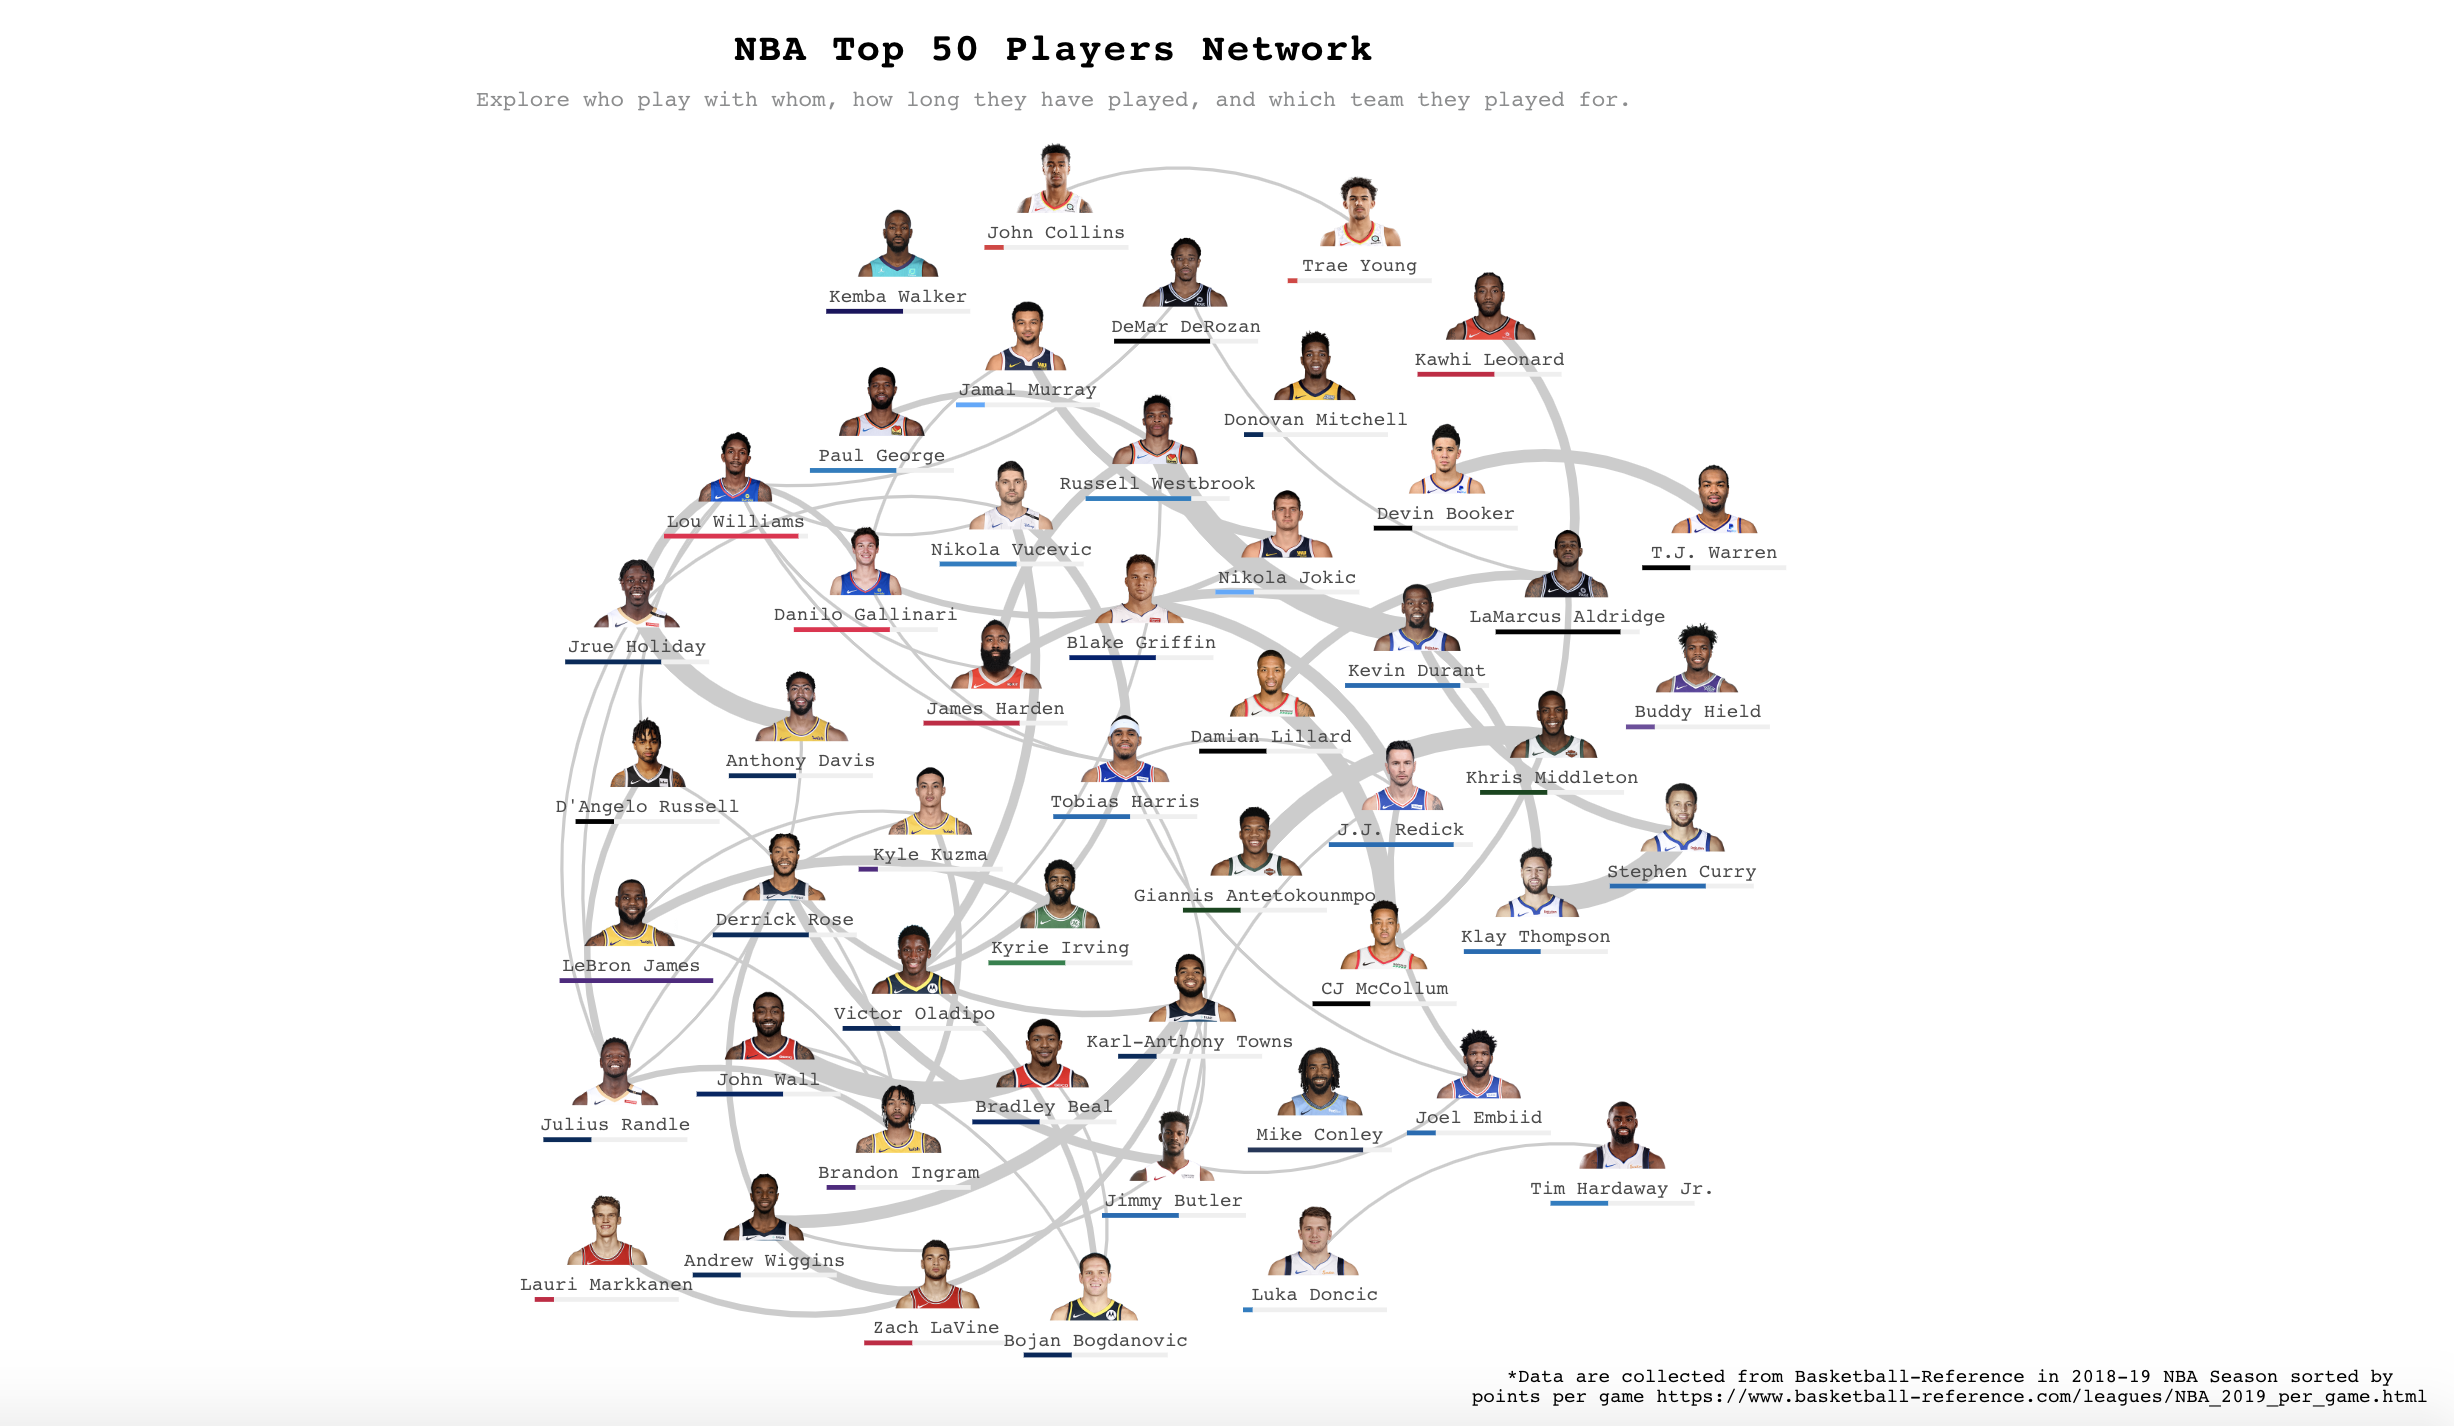 NBA Top 50 Players Network
Explore who play with whom, how long they have played, and which team they played for.
John Collins
Trae Young
Kemba Walker
DeMar DeRozan
Kawhi Leonard
Jamal Murray
Donovan Mitchell
Paul George
Russell Westbrook
Devin Booker
Lou Williams
Nikola Vucevic
T.J. Warren
Nikola Jokic
Danilo Gallinari
LaMarcus Aldridge
Jrue Holiday
Blake Griffin
Kevin Durant
James Harden
Buddy Hield
Damian Lillard
Anthony Davis
Khris Middleton
Tobias Harris
D'Angelo Russell
J.J. Redick
Kyle Kuzma
Stephen Curry
Giannis Antetokounmpo
Derrick Rose
Klay Thompson
Kyrie Irving
LeBron James
CJ McCollum
Victor Oladipo
Karl-Anthony Towns
John Wall
Bradley Beal
Joel Embiid
Julius Randle
Mike Conley
Brandon Ingram
Tim Hardaway Jr.
Jimmy Butler
Andrew Wiggins
Lauri Markkanen
Luka Doncic
Zach LaVine
Bojan Bogdanovic
*Data are collected from Basketball-Reference in 2018-19 NBA Season sorted by
points per game https://www.basketball-reference.com/leagues/NBA_2019_per_game.html